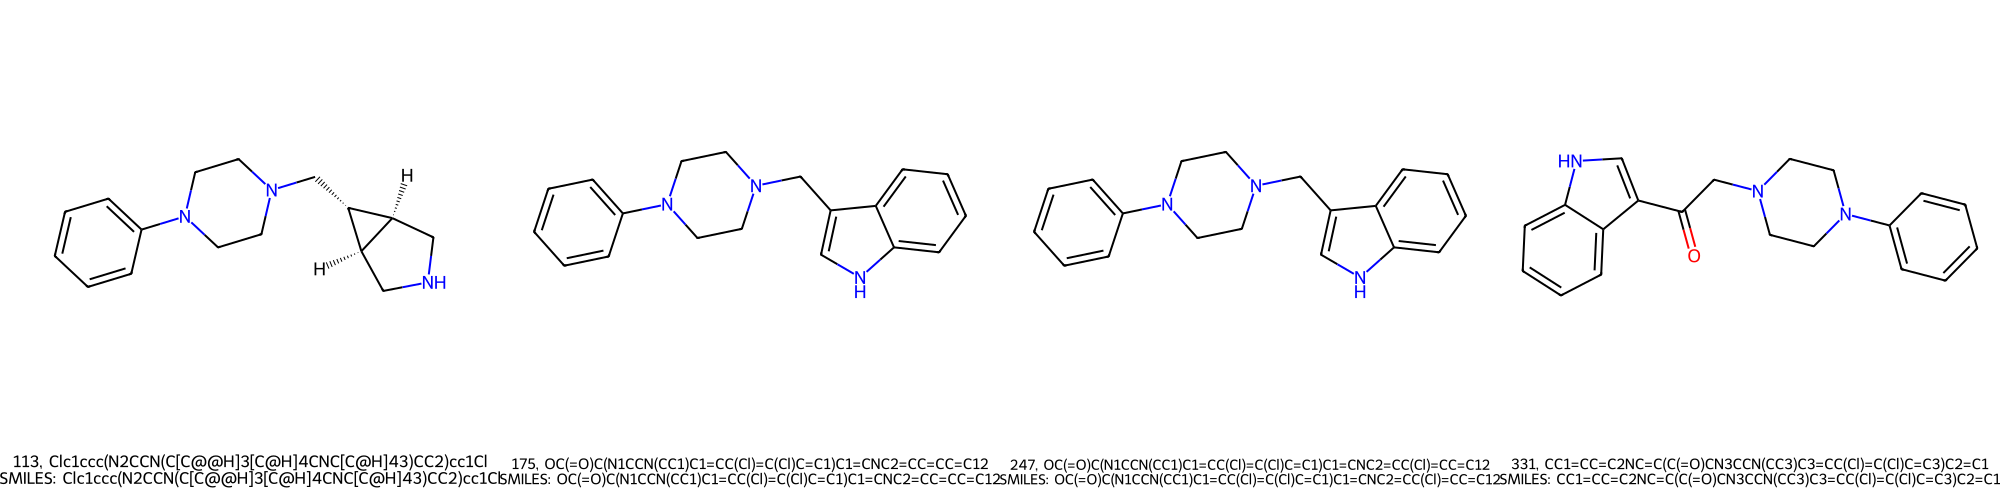 N
N
H
H
NH
N
N
N
H
N
N
N
H
HN
O
N
N
113, Clc1ccc(N2CCN(C[C@@H]3[C@H]4CNC[C@H]43)CC2)cc1Cl
SMILES: Clc1ccc(N2CCN(C[C@@H]3[C@H]4CNC[C@H]43)CC2)cc1Cl
175, OC(=O)C(N1CCN(CC1)C1=CC(Cl)=C(Cl)C=C1)C1=CNC2=CC=CC=C12
SMILES: OC(=O)C(N1CCN(CC1)C1=CC(Cl)=C(Cl)C=C1)C1=CNC2=CC=CC=C12
247, OC(=O)C(N1CCN(CC1)C1=CC(Cl)=C(Cl)C=C1)C1=CNC2=CC(Cl)=CC=C12
SMILES: OC(=O)C(N1CCN(CC1)C1=CC(Cl)=C(Cl)C=C1)C1=CNC2=CC(Cl)=CC=C12
331, CC1=CC=C2NC=C(C(=O)CN3CCN(CC3)C3=CC(Cl)=C(Cl)C=C3)C2=C1
SMILES: CC1=CC=C2NC=C(C(=O)CN3CCN(CC3)C3=CC(Cl)=C(Cl)C=C3)C2=C1